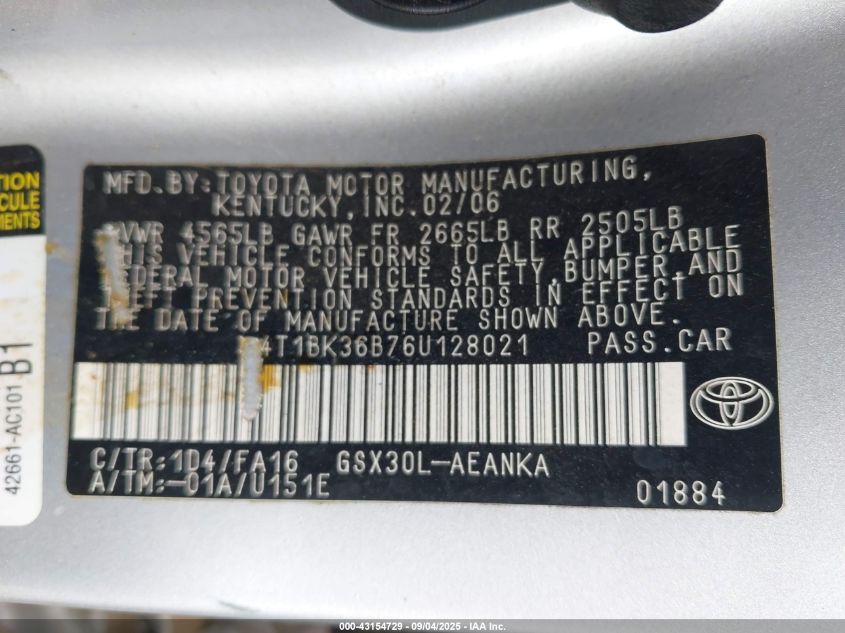 MFD. BY: TOYOTA MOTOR MANUFACTURING,
KENTUCKY, INC. 02/06
GVWR 4565LB GAWR FR 2665LB RR 2505LB
THIS VEHICLE CONFORMS TO ALL APPLICABLE
FEDERAL MOTOR VEHICLE SAFETY, BUMPER, AND
THEFT PREVENTION STANDARDS IN EFFECT ON
THE DATE OF MANUFACTURE SHOWN ABOVE.
4T1BK36B76U128021 PASS. CAR
C/TR: 1D4/FA16 GSX30L-AEANKA
A/TM: -01A/U151E
01884
TION
CULE
MENTS
42661-AC101 B1
000-43154729 - 09/04/2025 - IAA Inc.